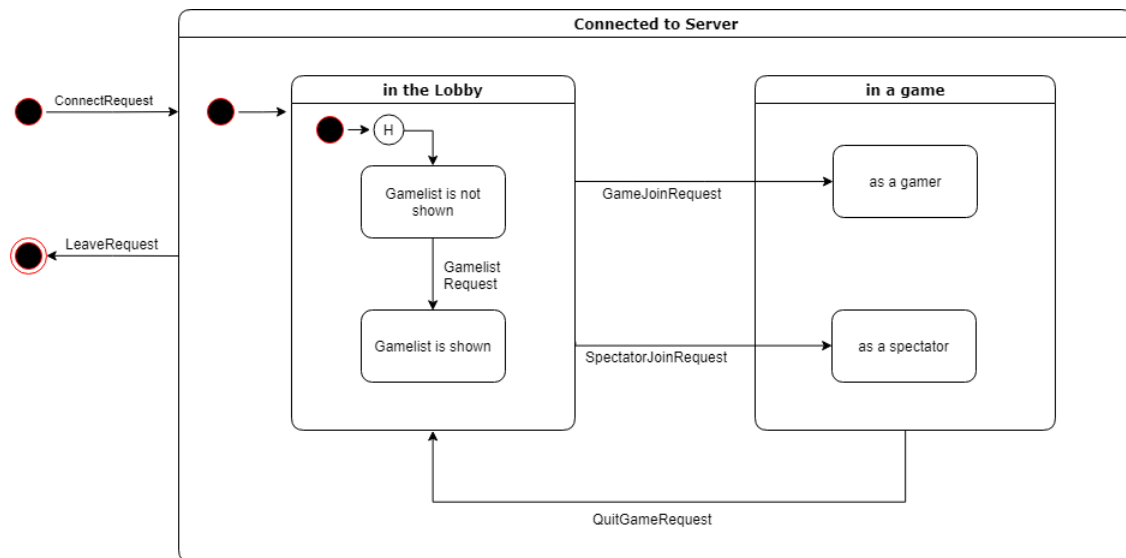 Connected to Server
in the Lobby
in a game
ConnectRequest
H
Gamelist is not
shown
as a gamer
GameJoinRequest
LeaveRequest
Gamelist
Request
Gamelist is shown
as a spectator
SpectatorJoinRequest
QuitGameRequest